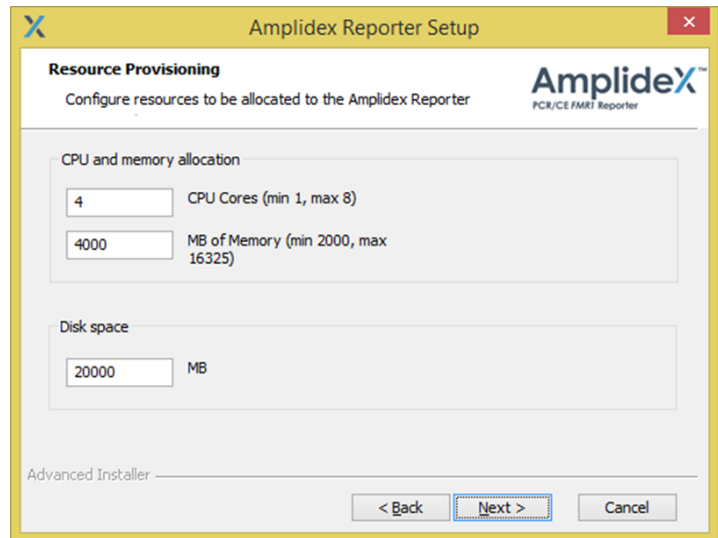 Amplidex Reporter Setup
Resource Provisioning
Configure resources to be allocated to the Amplidex Reporter
AmplideX™
PCR/CE FMR1 Reporter
CPU and memory allocation
4 CPU Cores (min 1, max 8)
4000 MB of Memory (min 2000, max
16325)
Disk space
20000 MB
Advanced Installer
< Back Next > Cancel